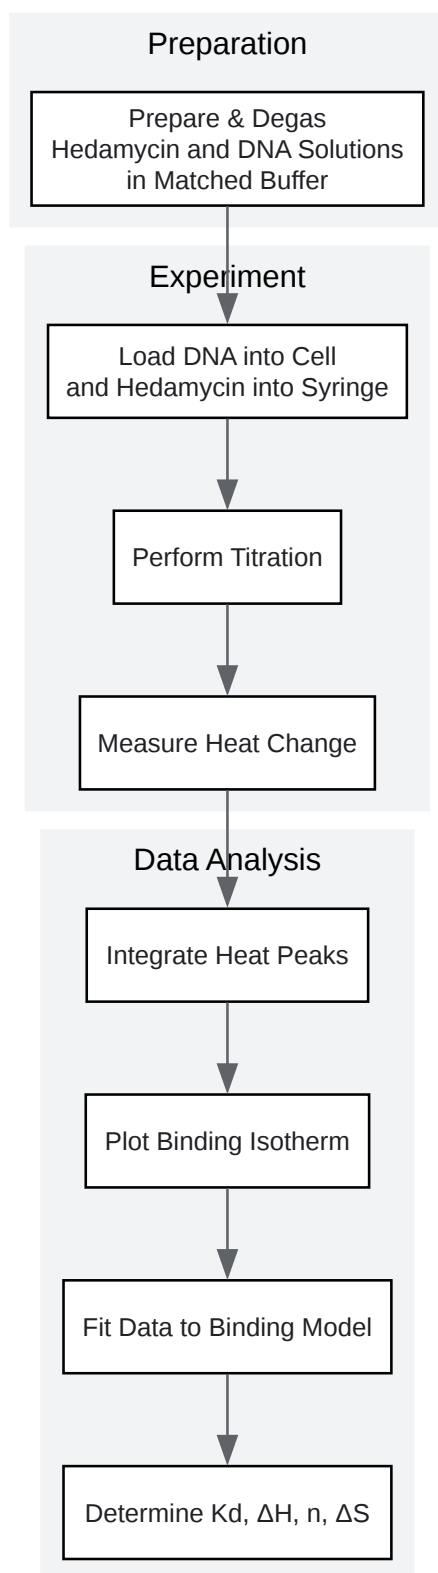 Preparation
Prepare & Degas
Hedamycin and DNA Solutions
in Matched Buffer
Experiment
Load DNA into Cell
and Hedamycin into Syringe
Perform Titration
Measure Heat Change
Data Analysis
Integrate Heat Peaks
Plot Binding Isotherm
Fit Data to Binding Model
Determine Kd, ΔH, n, ΔS